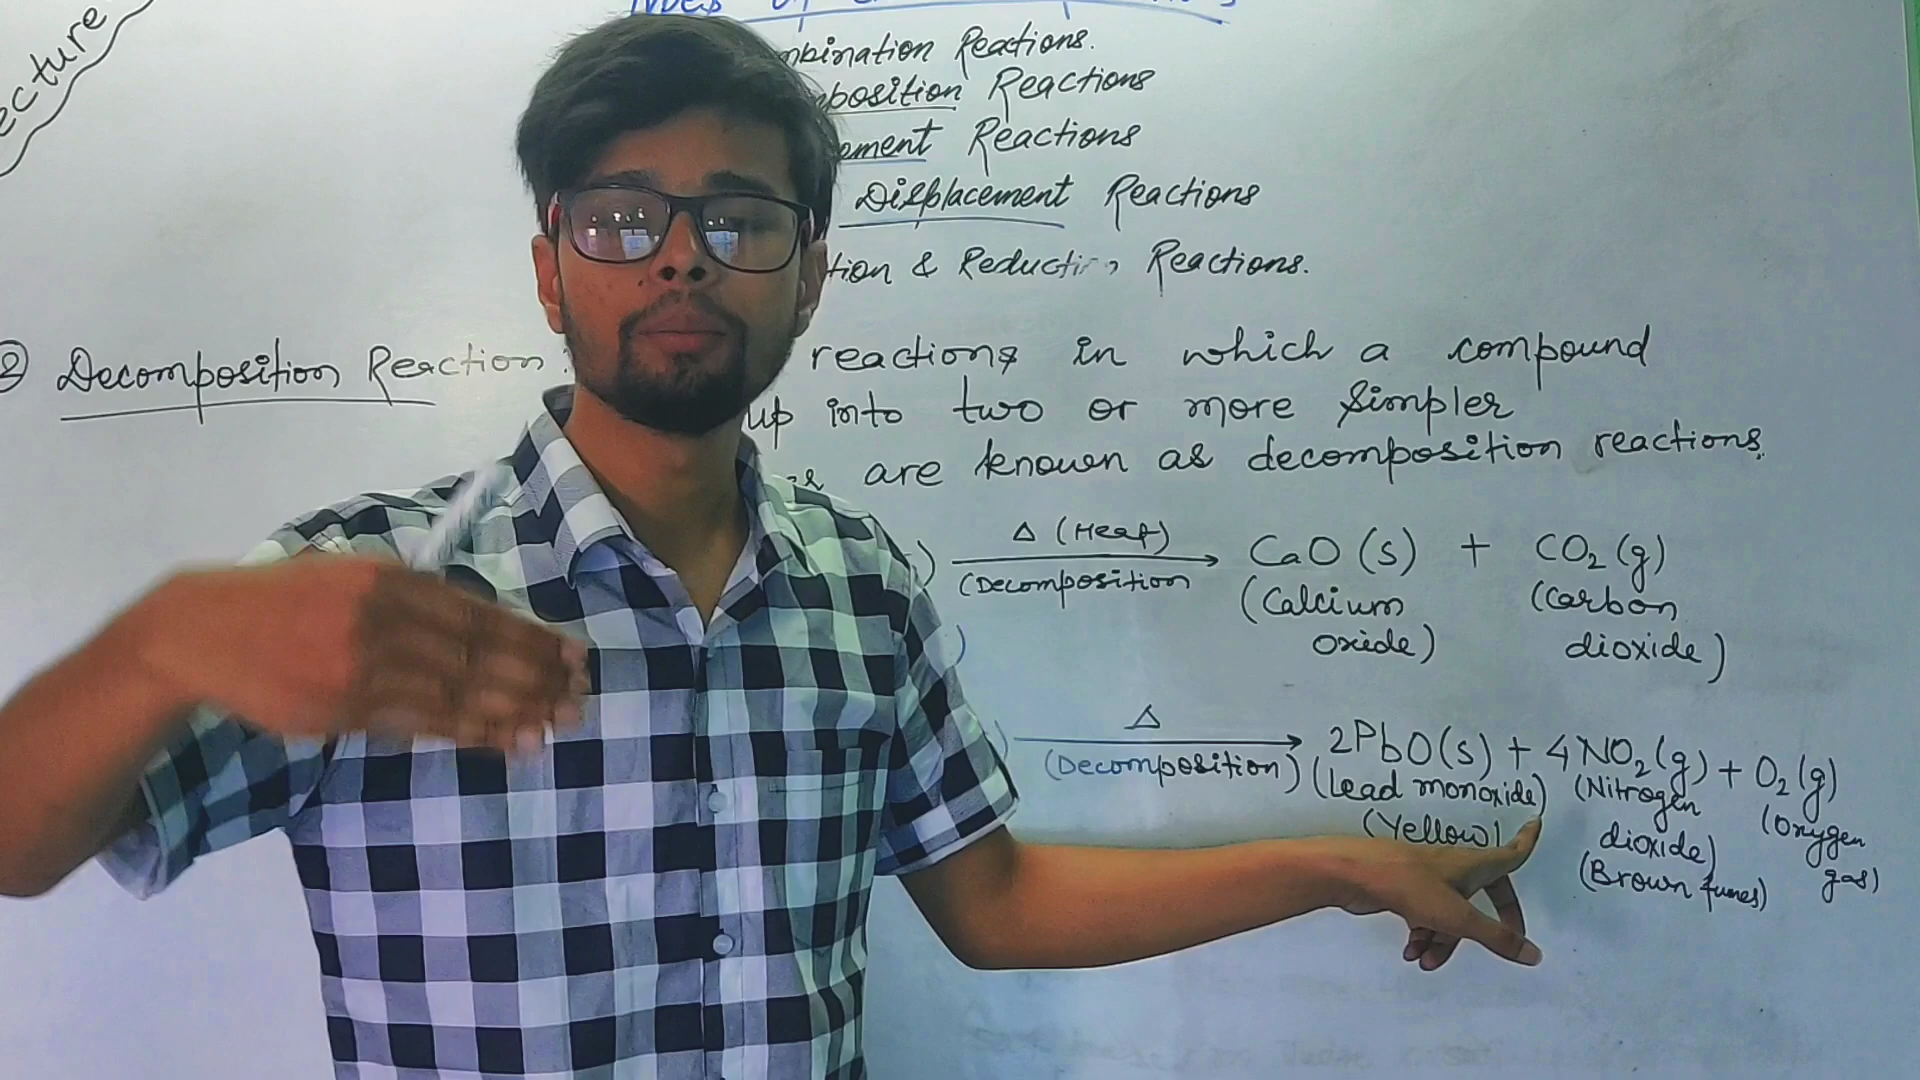 ecture
mbination Reactions.
position Reactions
ement Reactions
Displacement Reactions
tion & Reduction Reactions.
② Decomposition Reaction: reactions in which a compound
up into two or more simpler
are known as decomposition reactions.
) Δ (Heat) (Decomposition CaO (s) + CO₂ (g)
(Calcium (Carbon
) oxide) dioxide)
) Δ 2PbO(s) + 4NO₂(g) + O₂(g)
(Decomposition) (Lead monoxide) (Nitrogen (Oxygen
(Yellow) dioxide) gas)
(Brown fumes)